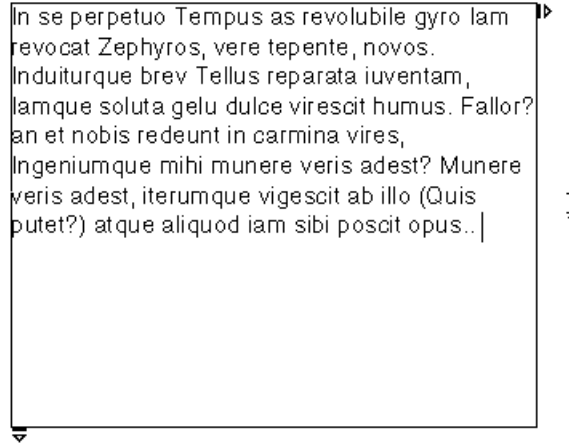 In se perpetuo Tempus as revolubile gyro Iam
revocat Zephyros, vere tepente, novos.
Induiturque brev Tellus reparata iuventam,
Iamque soluta gelu dulce virescit humus. Fallor?
an et nobis redeunt in carmina vires,
Ingeniumque mihi munere veris adest? Munere
veris adest, iterumque vigescit ab illo (Quis
putet?) atque aliquod iam sibi poscit opus..